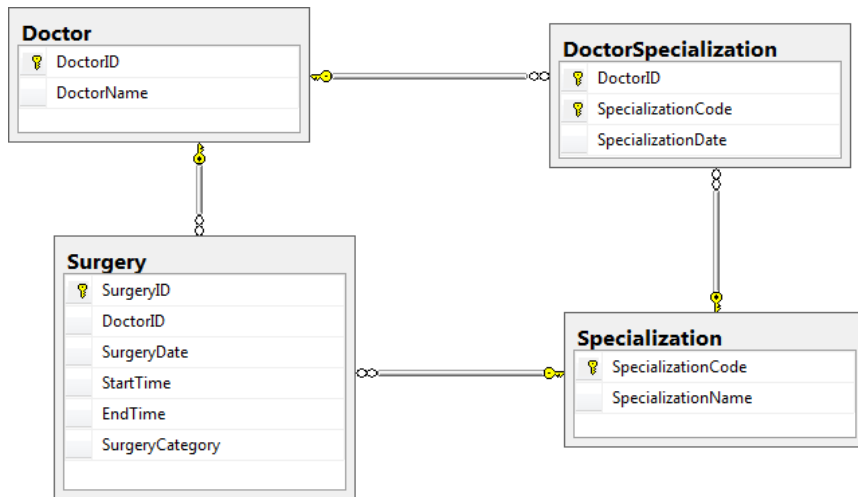 Doctor
DoctorID
DoctorName
DoctorSpecialization
DoctorID
SpecializationCode
SpecializationDate
Surgery
SurgeryID
DoctorID
SurgeryDate
StartTime
EndTime
SurgeryCategory
Specialization
SpecializationCode
SpecializationName